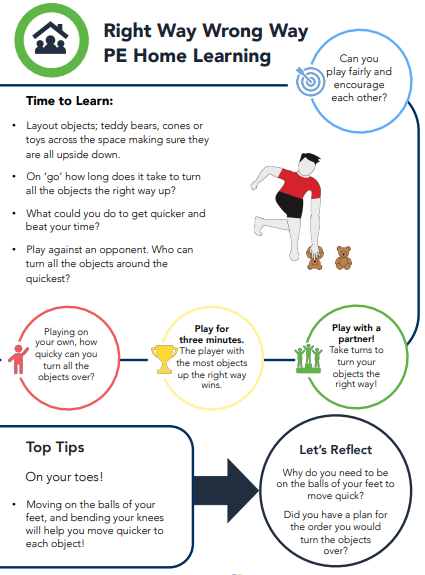 Right Way Wrong Way
PE Home Learning
Can you
play fairly and
encourage
each other?
Time to Learn:
• Layout objects; teddy bears, cones or
toys across the space making sure they
are all upside down.
• On ‘go’ how long does it take to turn
all the objects the right way up?
• What could you do to get quicker and
beat your time?
• Play against an opponent. Who can
turn all the objects around the
quickest?
Playing on
your own, how
quicky can you
turn all the
objects over?
Play for
three minutes.
The player with
the most objects
up the right way
wins.
Play with a
partner!
Take turns to
turn your
objects the
right way!
Top Tips
On your toes!
• Moving on the balls of your
feet, and bending your knees
will help you move quicker to
each object!
Let’s Reflect
Why do you need to be
on the balls of your feet to
move quick?
Did you have a plan for
the order you would
turn the objects
over?